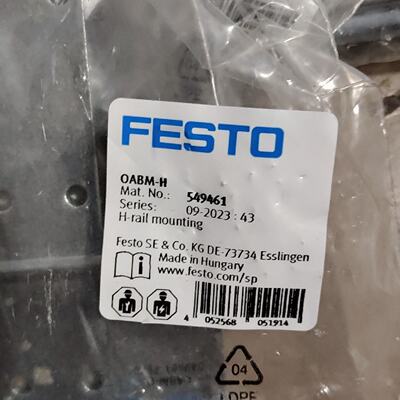 FESTO
OABM-H
Mat. No.: 549461
Series: 09-2023 : 43
H-rail mounting
Festo SE & Co. KG DE-73734 Esslingen
Made in Hungary
www.festo.com/sp
4 052568 051914
04
LDPE